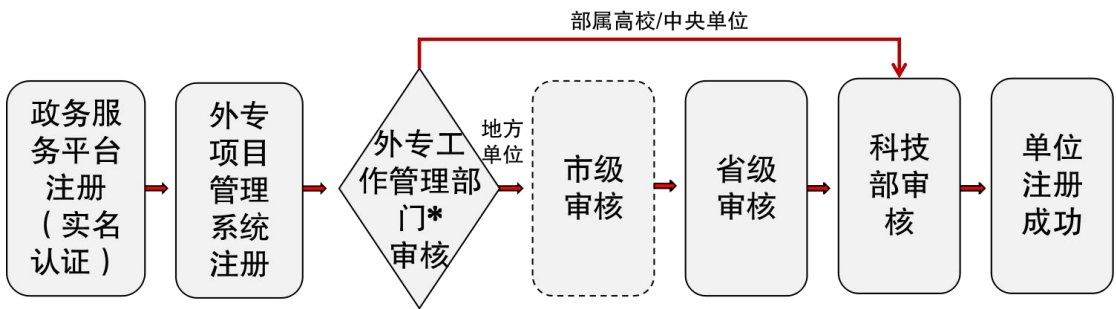 部属高校/中央单位
政务服
务平台
注册
（实名
认证）
外专
项目
管理
系统
注册
外专工
作管理部
门*
审核
地方
单位
市级
审核
省级
审核
科技
部审
核
单位
注册
成功